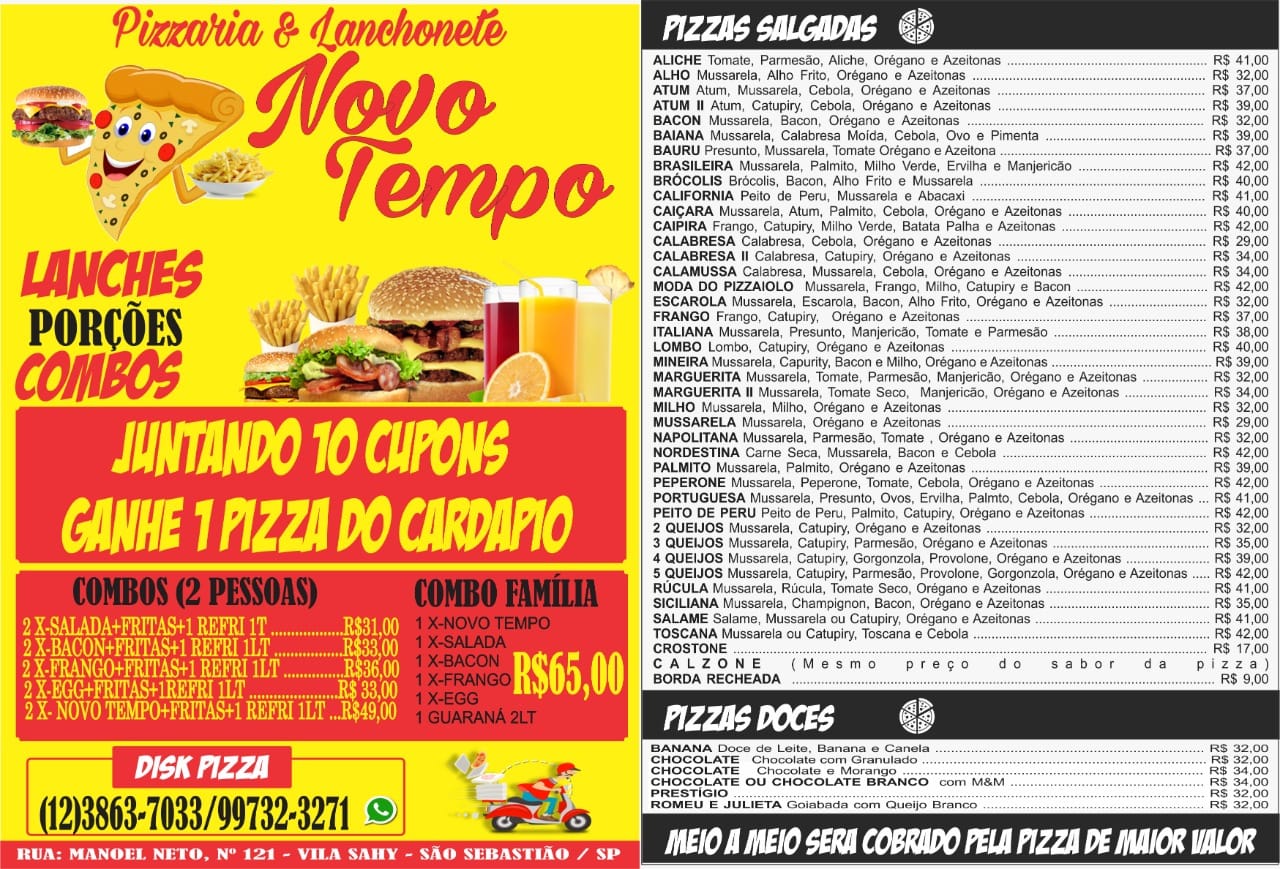 Pizzaria & Lanchonete
Novo
Tempo
LANCHES
PORÇÕES
COMBOS
JUNTANDO 10 CUPONS
GANHE 1 PIZZA DO CARDAPIO
COMBOS (2 PESSOAS)
2 X-SALADA+FRITAS+1 REFRI 1T .................R$31,00
2 X-BACON+FRITAS+1 REFRI 1LT ...............R$33,00
2 X-FRANGO+FRITAS+1 REFRI 1LT .............R$36,00
2 X-EGG+FRITAS+1REFRI 1LT .....................R$ 33,00
2 X- NOVO TEMPO+FRITAS+1 REFRI 1LT ...R$49,00
COMBO FAMÍLIA
1 X-NOVO TEMPO
1 X-SALADA
1 X-BACON
1 X-FRANGO
1 X-EGG
1 GUARANÁ 2LT
R$65,00
DISK PIZZA
(12)3863-7033/99732-3271
RUA: MANOEL NETO, Nº 121 - VILA SAHY - SÃO SEBASTIÃO / SP
PIZZAS SALGADAS
ALICHE Tomate, Parmesão, Aliche, Orégano e Azeitonas ........ R$ 41,00
ALHO Mussarela, Alho Frito, Orégano e Azeitonas ........ R$ 32,00
ATUM Atum, Mussarela, Cebola, Orégano e Azeitonas ........ R$ 37,00
ATUM II Atum, Catupiry, Cebola, Orégano e Azeitonas ........ R$ 39,00
BACON Mussarela, Bacon, Orégano e Azeitonas ........ R$ 32,00
BAIANA Mussarela, Calabresa Moída, Cebola, Ovo e Pimenta ........ R$ 39,00
BAURU Presunto, Mussarela, Tomate Orégano e Azeitona ........ R$ 37,00
BRASILEIRA Mussarela, Palmito, Milho Verde, Ervilha e Manjericão ........ R$ 42,00
BRÓCOLIS Brócolis, Bacon, Alho Frito e Mussarela ........ R$ 40,00
CALIFORNIA Peito de Peru, Mussarela e Abacaxi ........ R$ 41,00
CAIÇARA Mussarela, Atum, Palmito, Cebola, Orégano e Azeitonas ........ R$ 40,00
CAIPIRA Frango, Catupiry, Milho Verde, Batata Palha e Azeitonas ........ R$ 42,00
CALABRESA Calabresa, Cebola, Orégano e Azeitonas ........ R$ 29,00
CALABRESA II Calabresa, Catupiry, Orégano e Azeitonas ........ R$ 34,00
CALAMUSSA Calabresa, Mussarela, Cebola, Orégano e Azeitonas ........ R$ 34,00
MODA DO PIZZAIOLO Mussarela, Frango, Milho, Catupiry e Bacon ........ R$ 42,00
ESCAROLA Mussarela, Escarola, Bacon, Alho Frito, Orégano e Azeitonas ........ R$ 32,00
FRANGO Frango, Catupiry, Orégano e Azeitonas ........ R$ 37,00
ITALIANA Mussarela, Presunto, Manjericão, Tomate e Parmesão ........ R$ 38,00
LOMBO Lombo, Catupiry, Orégano e Azeitonas ........ R$ 40,00
MINEIRA Mussarela, Capurity, Bacon e Milho, Orégano e Azeitonas ........ R$ 39,00
MARGUERITA Mussarela, Tomate, Parmesão, Manjericão, Orégano e Azeitonas ........ R$ 32,00
MARGUERITA II Mussarela, Tomate Seco, Manjericão, Orégano e Azeitonas ........ R$ 34,00
MILHO Mussarela, Milho, Orégano e Azeitonas ........ R$ 32,00
MUSSARELA Mussarela, Orégano e Azeitonas ........ R$ 29,00
NAPOLITANA Mussarela, Parmesão, Tomate , Orégano e Azeitonas ........ R$ 32,00
NORDESTINA Carne Seca, Mussarela, Bacon e Cebola ........ R$ 42,00
PALMITO Mussarela, Palmito, Orégano e Azeitonas ........ R$ 39,00
PEPERONE Mussarela, Peperone, Tomate, Cebola, Orégano e Azeitonas ........ R$ 42,00
PORTUGUESA Mussarela, Presunto, Ovos, Ervilha, Palmto, Cebola, Orégano e Azeitonas ... R$ 41,00
PEITO DE PERU Peito de Peru, Palmito, Catupiry, Orégano e Azeitonas ........ R$ 42,00
2 QUEIJOS Mussarela, Catupiry, Orégano e Azeitonas ........ R$ 32,00
3 QUEIJOS Mussarela, Catupiry, Parmesão, Orégano e Azeitonas ........ R$ 35,00
4 QUEIJOS Mussarela, Catupiry, Gorgonzola, Provolone, Orégano e Azeitonas ........ R$ 39,00
5 QUEIJOS Mussarela, Catupiry, Parmesão, Provolone, Gorgonzola, Orégano e Azeitonas ..... R$ 42,00
RÚCULA Mussarela, Rúcula, Tomate Seco, Orégano e Azeitonas ........ R$ 41,00
SICILIANA Mussarela, Champignon, Bacon, Orégano e Azeitonas ........ R$ 35,00
SALAME Salame, Mussarela ou Catupiry, Orégano e Azeitonas ........ R$ 41,00
TOSCANA Mussarela ou Catupiry, Toscana e Cebola ........ R$ 42,00
CROSTONE ........ R$ 17,00
CALZONE (Mesmo preço do sabor da pizza)
BORDA RECHEADA ........ R$ 9,00
PIZZAS DOCES
BANANA Doce de Leite, Banana e Canela ........ R$ 32,00
CHOCOLATE Chocolate com Granulado ........ R$ 32,00
CHOCOLATE Chocolate e Morango ........ R$ 34,00
CHOCOLATE OU CHOCOLATE BRANCO com M&M ........ R$ 34,00
PRESTÍGIO ........ R$ 32,00
ROMEU E JULIETA Goiabada com Queijo Branco ........ R$ 32,00
MEIO A MEIO SERA COBRADO PELA PIZZA DE MAIOR VALOR